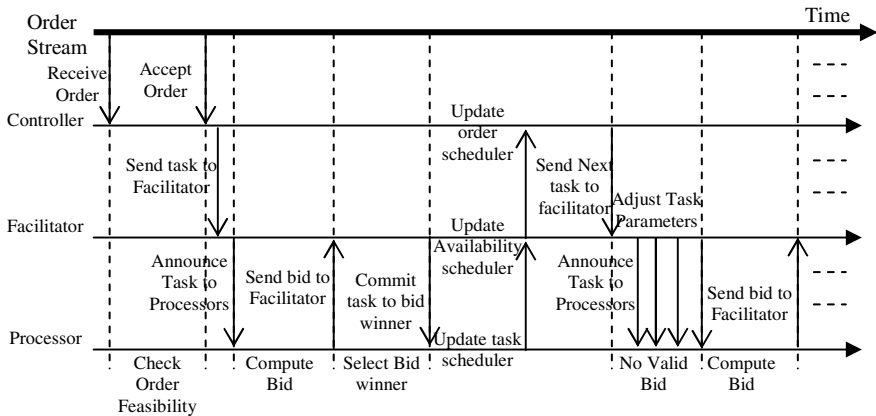 Order
Stream
Time
Receive
Order
Accept
Order
Controller
Update
order
scheduler
Send task to
Facilitator
Send Next
task to
facilitator
Adjust Task
Parameters
Facilitator
Update
Availability
scheduler
Announce
Task to
Processors
Send bid to
Facilitator
Commit
task to bid
winner
Announce
Task to
Processors
Send bid to
Facilitator
Processor
Update task
scheduler
Check
Order
Feasibility
Compute
Bid
Select Bid
winner
No Valid
Bid
Compute
Bid